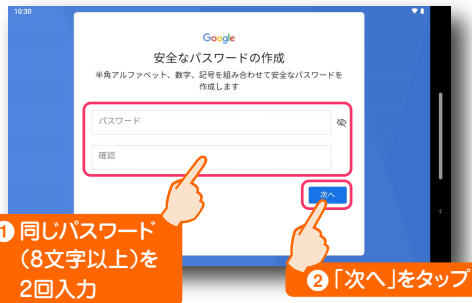 10:30
Google
安全なパスワードの作成
半角アルファベット、数字、記号を組み合わせて安全なパスワードを
作成します
パスワード
確認
次へ
1 同じパスワード
（8文字以上）を
2回入力
2 「次へ」をタップ